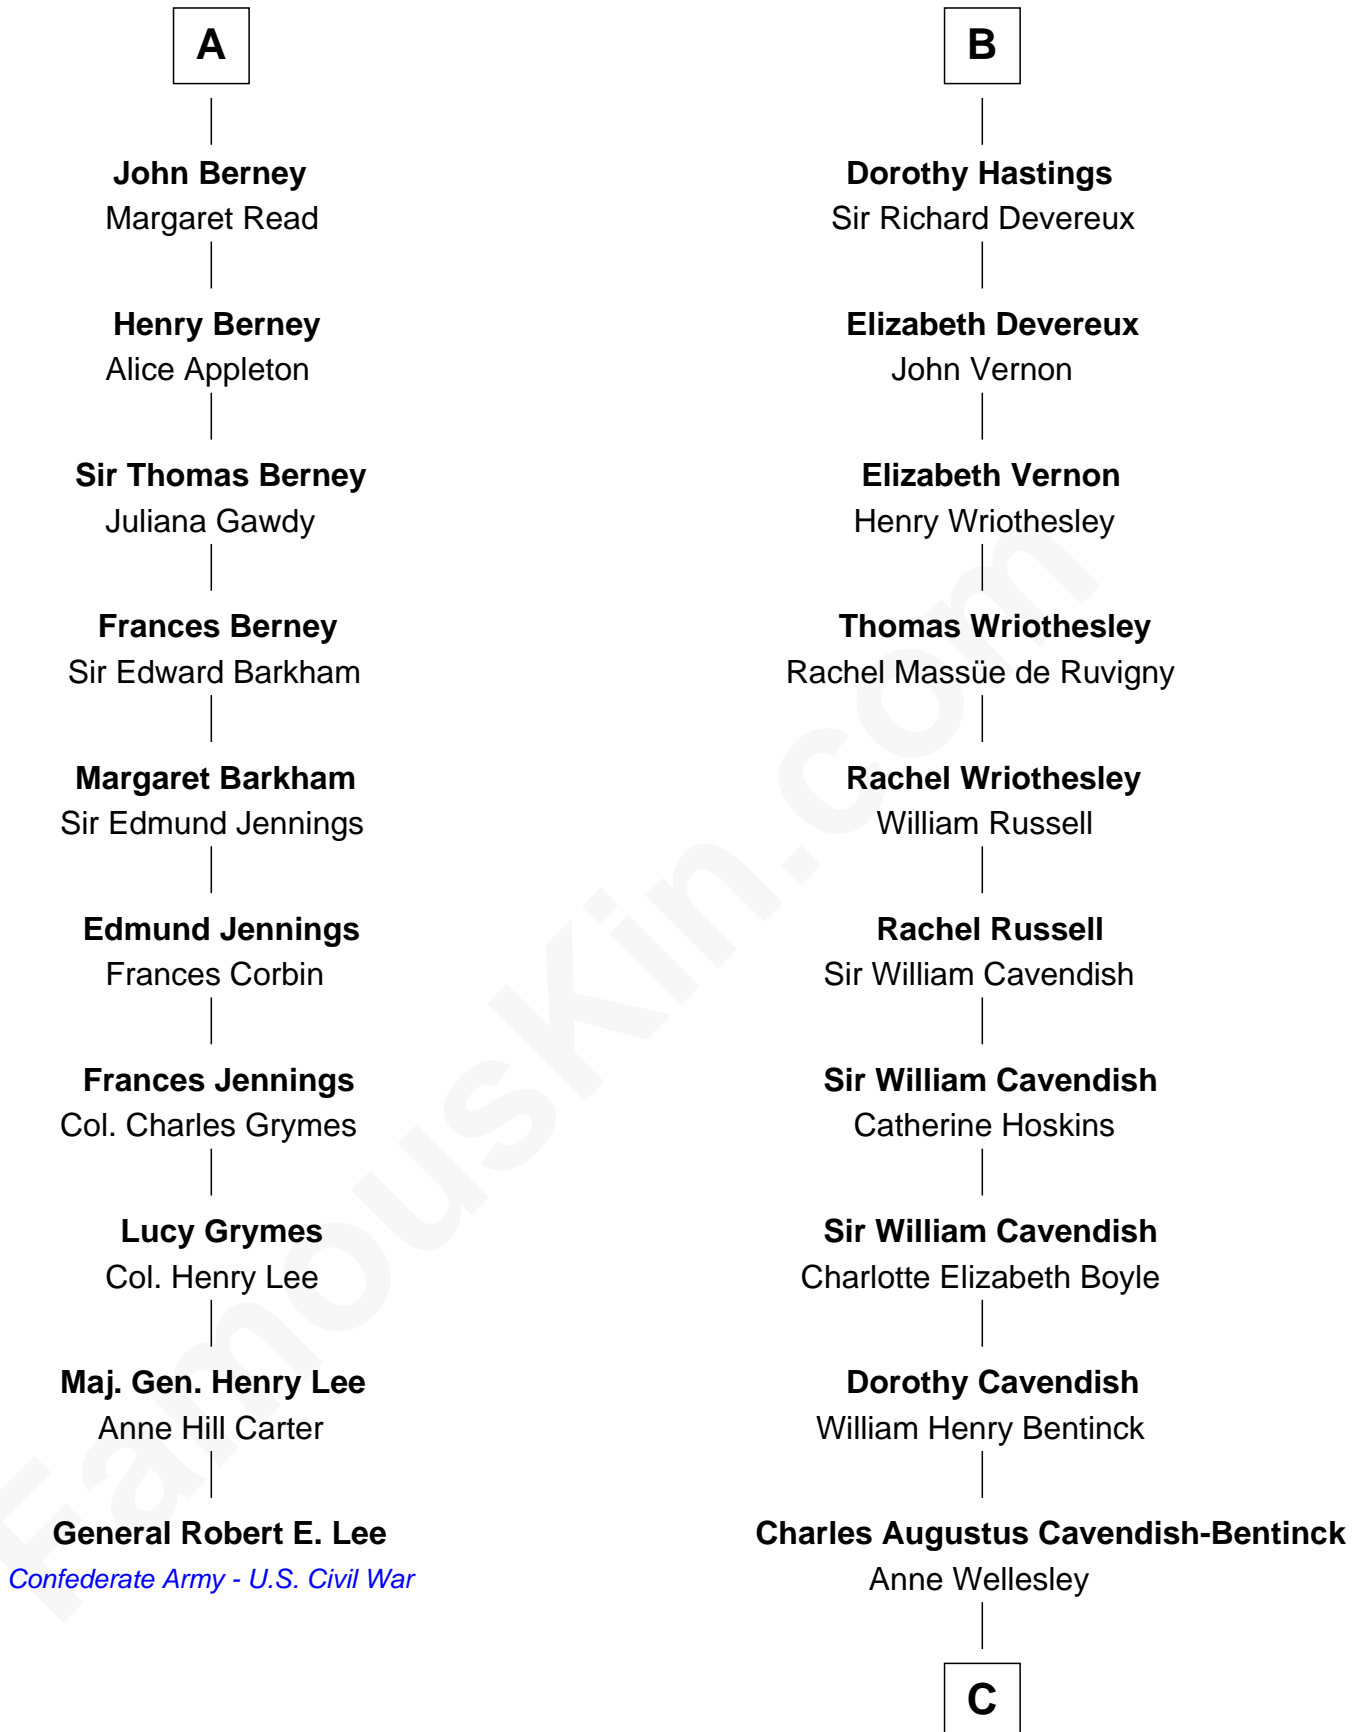 A
John Berney
Margaret Read
Henry Berney
Alice Appleton
Sir Thomas Berney
Juliana Gawdy
Frances Berney
Sir Edward Barkham
Margaret Barkham
Sir Edmund Jennings
Edmund Jennings
Frances Corbin
Frances Jennings
Col. Charles Grymes
Lucy Grymes
Col. Henry Lee
Maj. Gen. Henry Lee
Anne Hill Carter
General Robert E. Lee
Confederate Army - U.S. Civil War
B
Dorothy Hastings
Sir Richard Devereux
Elizabeth Devereux
John Vernon
Elizabeth Vernon
Henry Wriothesley
Thomas Wriothesley
Rachel Massüe de Ruvigny
Rachel Wriothesley
William Russell
Rachel Russell
Sir William Cavendish
Sir William Cavendish
Catherine Hoskins
Sir William Cavendish
Charlotte Elizabeth Boyle
Dorothy Cavendish
William Henry Bentinck
Charles Augustus Cavendish-Bentinck
Anne Wellesley
C
FamousKin.com